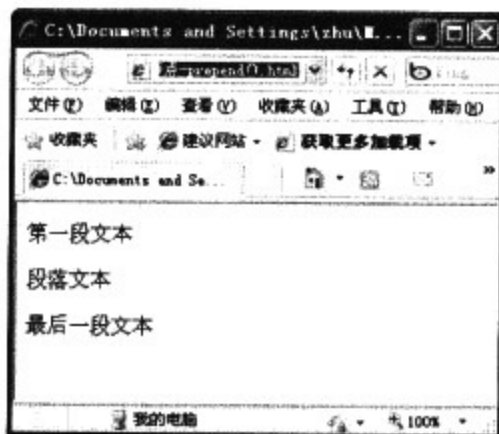 C:\Documents and Settings\zhu\
prepend().html
文件(F) 编辑(E) 查看(V) 收藏夹(A) 工具(T) 帮助(H)
收藏夹 建议网站 获取更多加载项
C:\Documents and Se...
第一段文本
段落文本
最后一段文本
我的电脑 100%